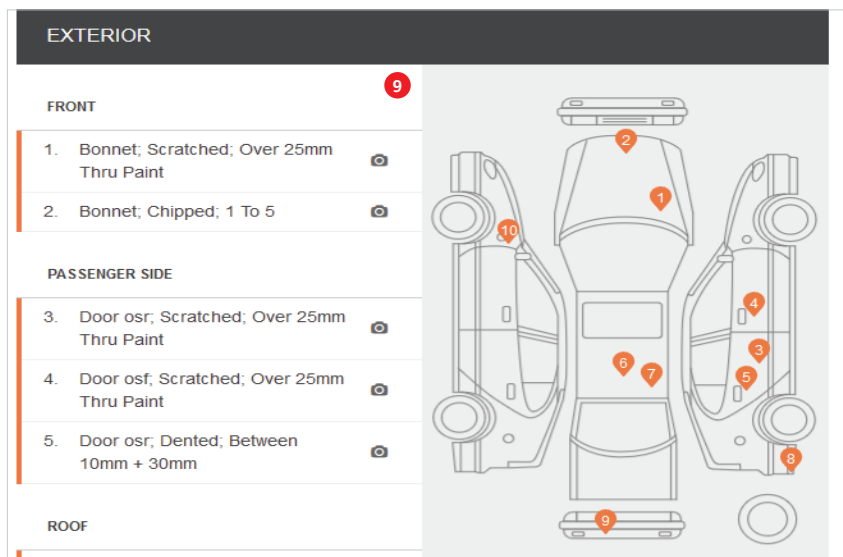 EXTERIOR
9
FRONT
1. Bonnet; Scratched; Over 25mm
Thru Paint
2. Bonnet; Chipped; 1 To 5
PASSENGER SIDE
3. Door osr; Scratched; Over 25mm
Thru Paint
4. Door osf; Scratched; Over 25mm
Thru Paint
5. Door osr; Dented; Between
10mm + 30mm
ROOF
2
1
10
4
3
6
7
5
8
9